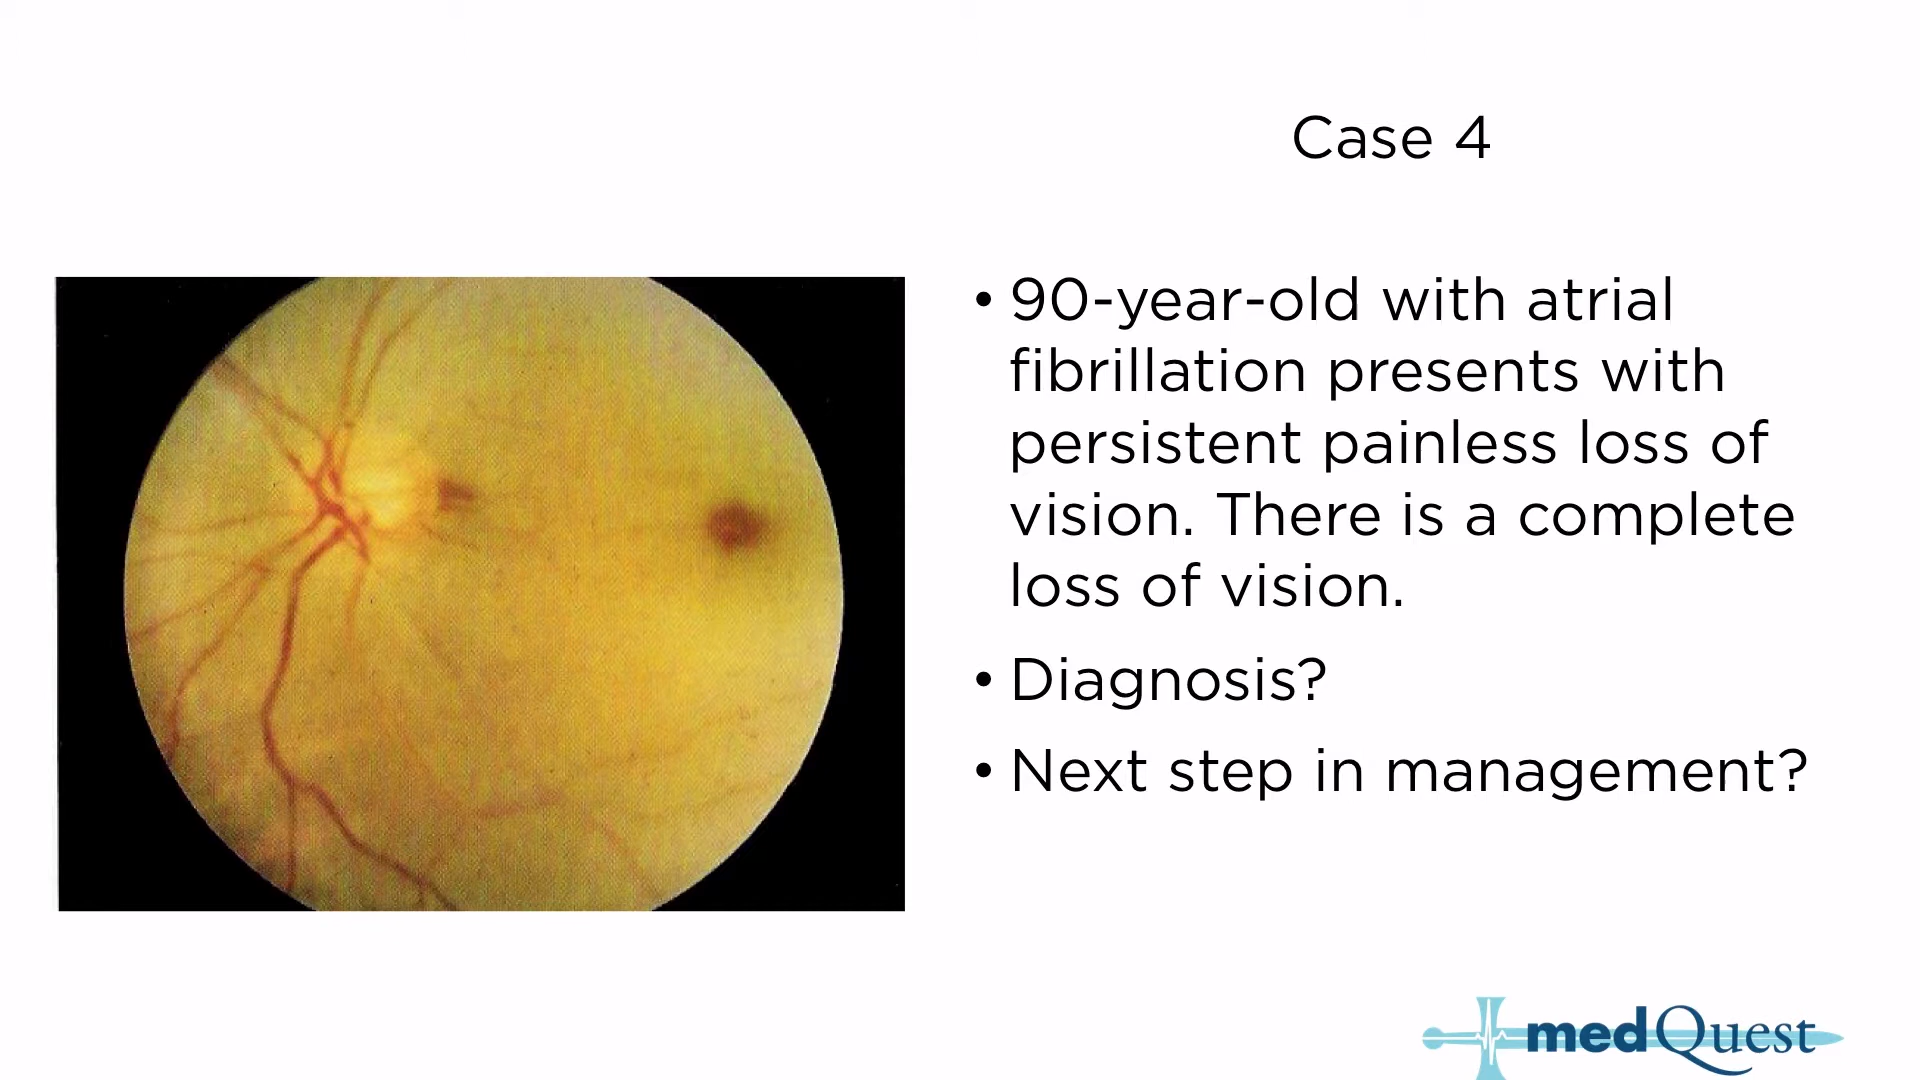 Case 4
• 90-year-old with atrial
fibrillation presents with
persistent painless loss of
vision. There is a complete
loss of vision.
• Diagnosis?
• Next step in management?
medQuest